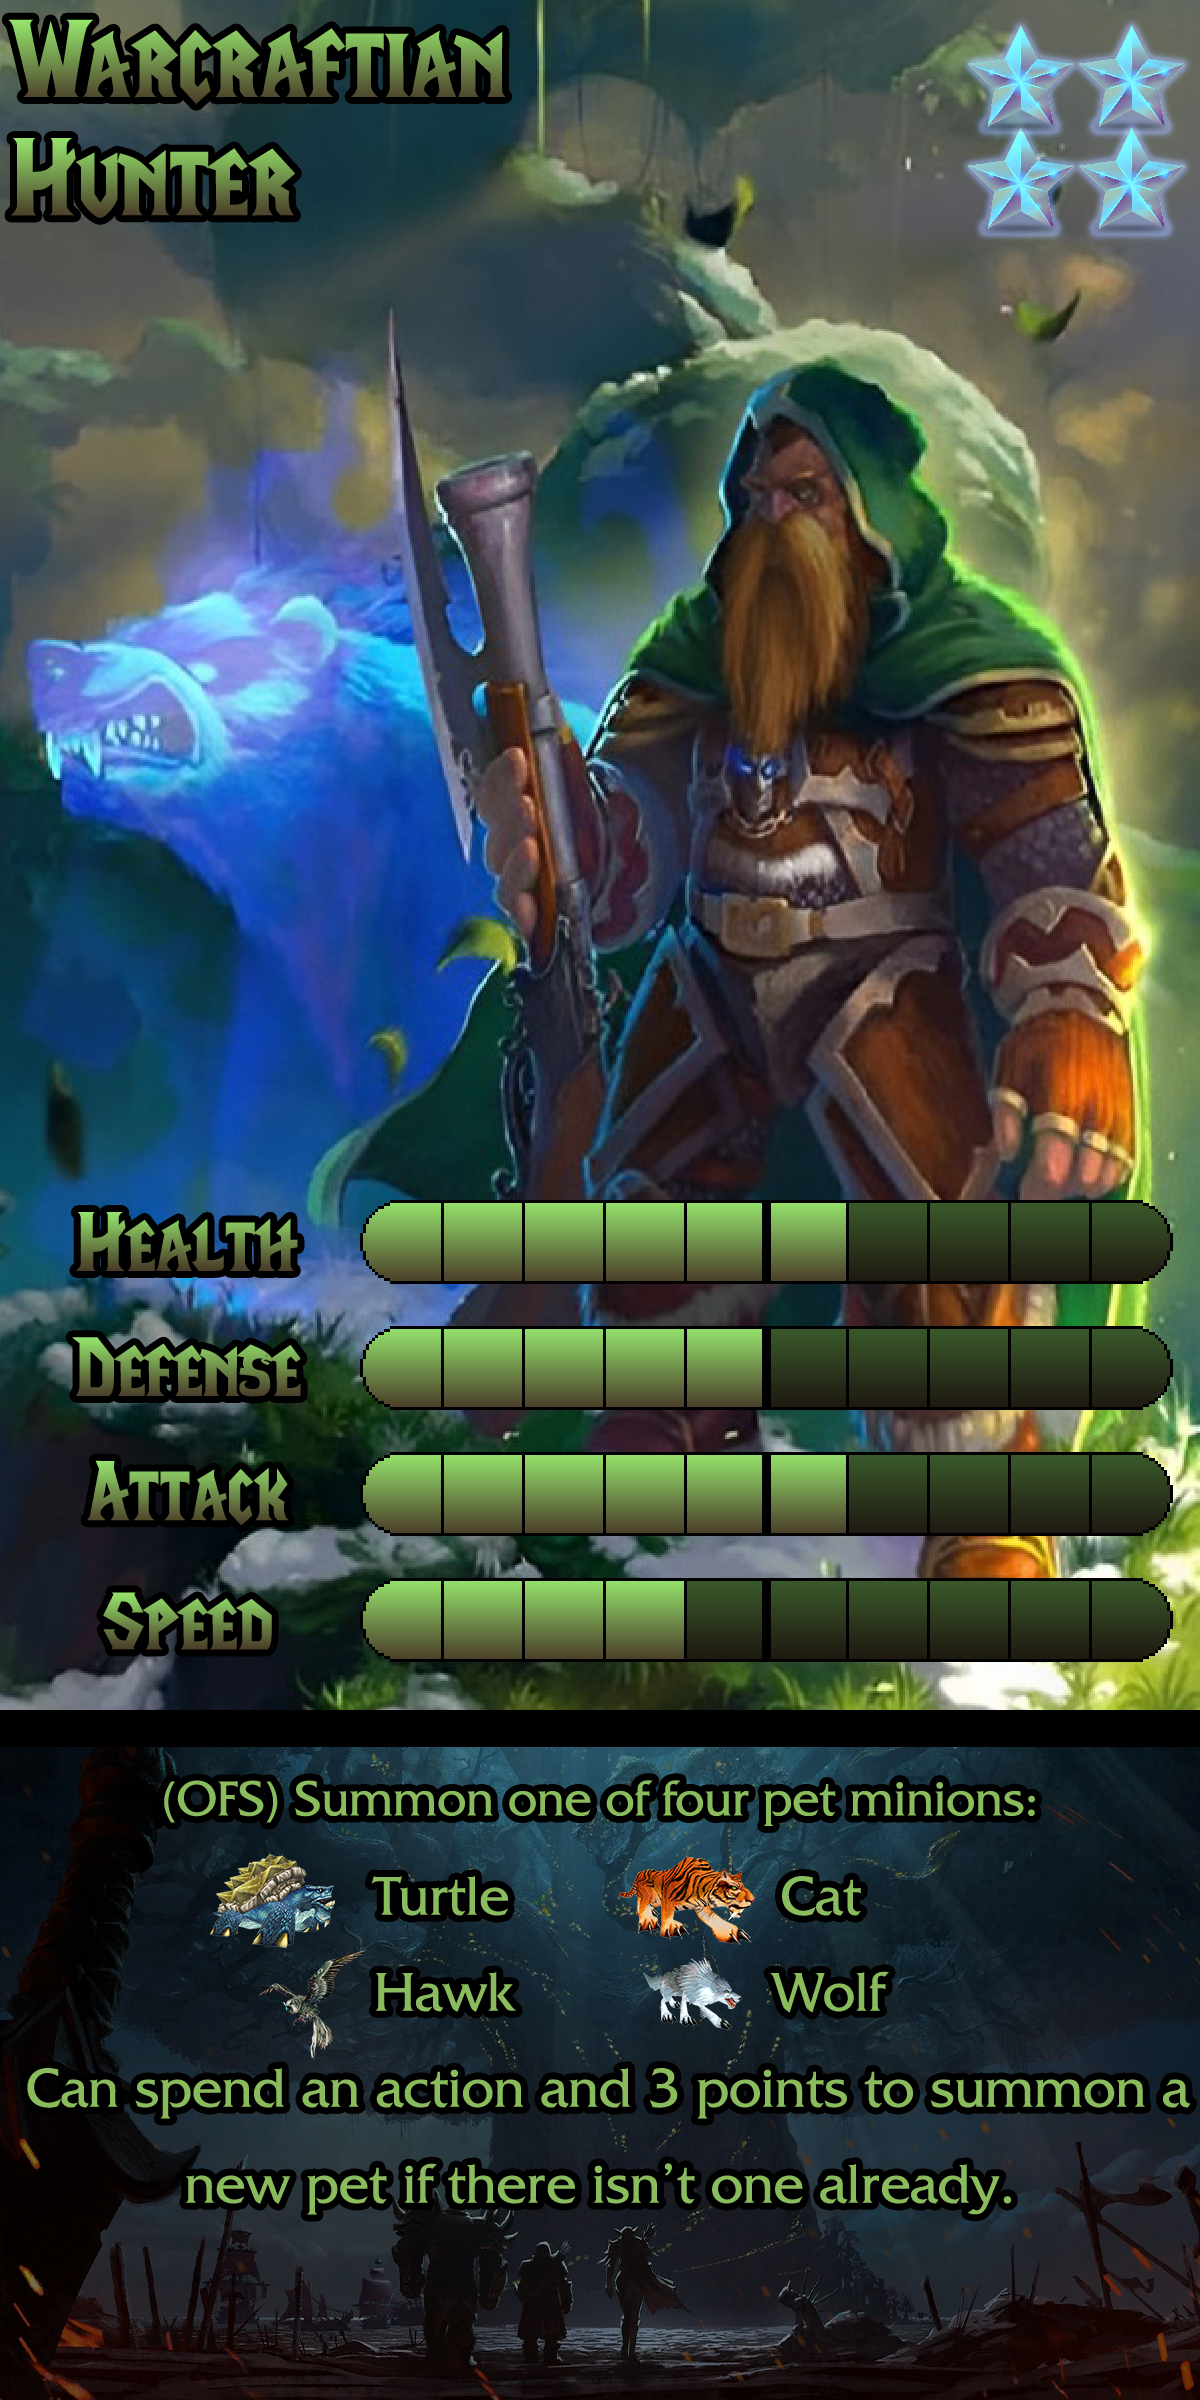 Warcraftian
Hunter
Health
Defense
Attack
Speed
(OFS) Summon one of four pet minions:
Turtle Cat
Hawk Wolf
Can spend an action and 3 points to summon a
new pet if there isn't one already.